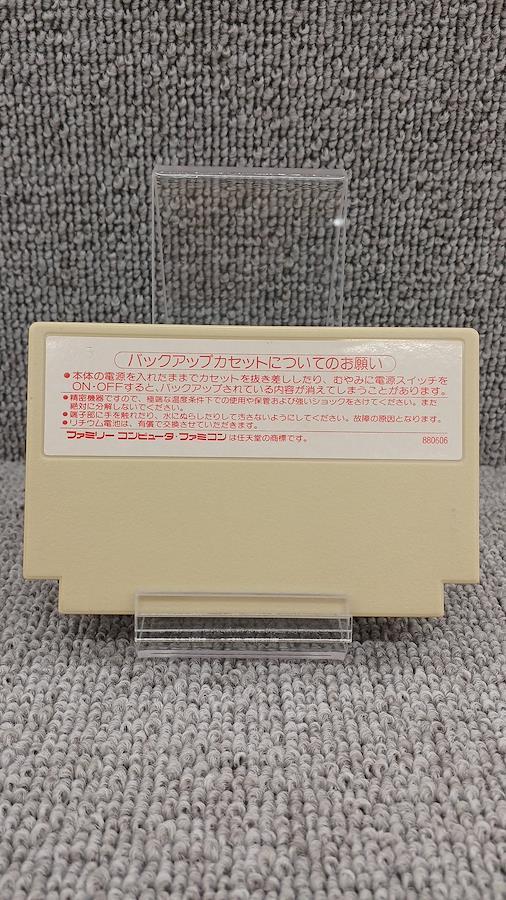 バックアップカセットについてのお願い
●本体の電源を入れたままでカセットを抜き差ししたり、むやみに電源スイッチを
ON・OFFすると、バックアップされている内容が消えてしまうことがあります。
●精密機器ですので、極端な温度条件下での使用や保管および強いショックをさけてください。また
絶対に分解しないでください。
●端子部に手を触れたり、水にぬらしたりして汚さないようにしてください。故障の原因となります。
●リチウム電池は、有償で交換させていただきます。
ファミリー コンピュータ・ファミコンは任天堂の商標です。 880606